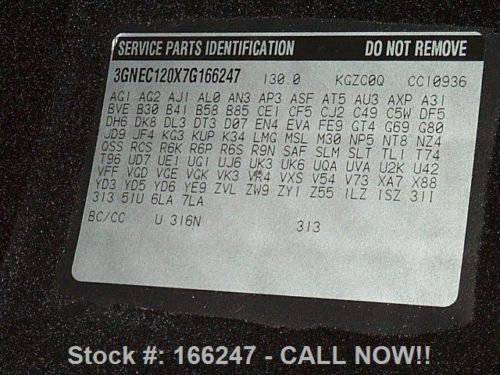 SERVICE PARTS IDENTIFICATION DO NOT REMOVE
3GNEC120X7G166247 130.0 KGZC0Q CC10936
AG1 AG2 AJ1 AL0 AN3 AP3 ASF AT5 AU3 AXP A31
BVE B30 B41 B58 B85 CE1 CF5 CJ2 C49 C5W DF5
DH6 DK8 DL3 DT3 D07 EN4 EVA FE9 GT4 G69 G80
JD9 JF4 KG3 KUP K34 LMG MSL M30 NP5 NT8 NZ4
QSS RCS R6K R6P R6S R9N SAF SLM SLT TL1 T74
T96 UD7 UE1 UG1 UJ6 UK3 UK6 UQA UVA U2K U42
VFF VGD VGE VGK VK3 VR4 VXS V54 V73 XA7 X88
YD3 YD5 YD6 YE9 ZVL ZW9 ZY1 Z55 1LZ 1SZ 311
313 51U 6LA 7LA
BC/CC U 316N 313
Stock #: 166247 - CALL NOW!!